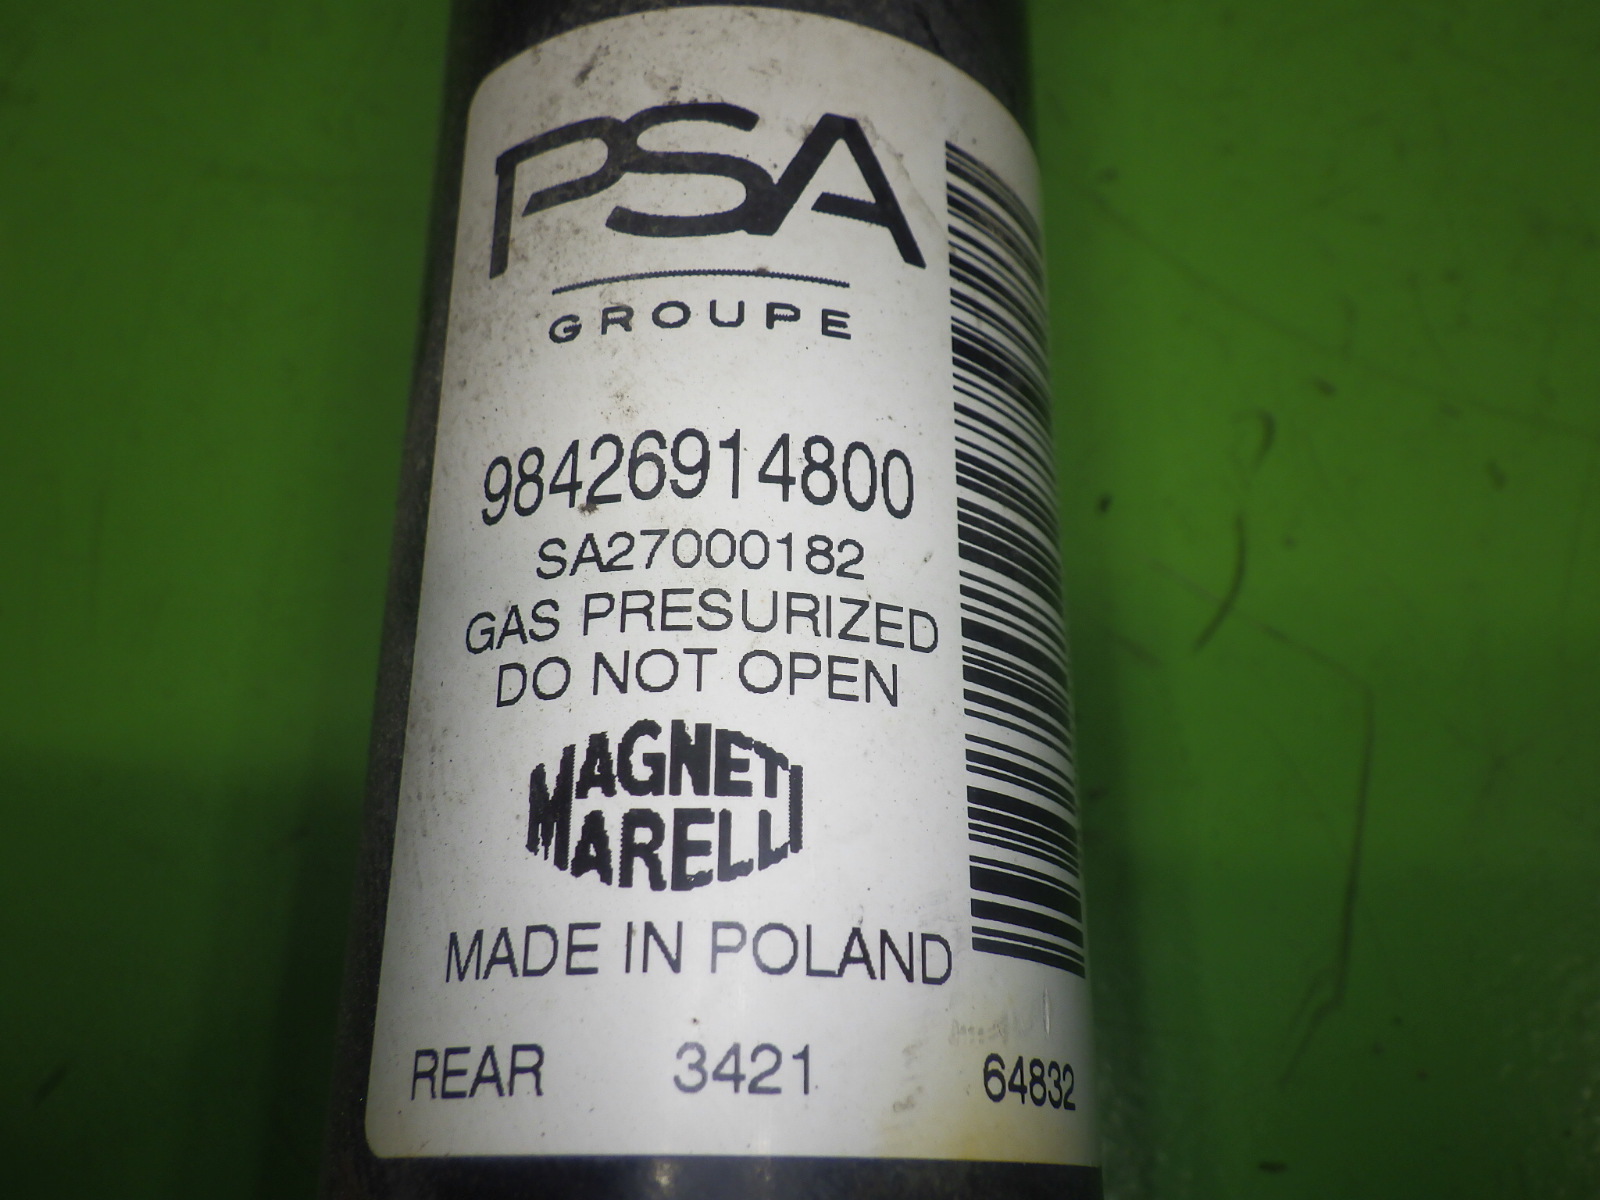 PSA
GROUPE
98426914800
SA27000182
GAS PRESURIZED
DO NOT OPEN
MAGNETI
MARELLI
MADE IN POLAND
REAR 3421 64832